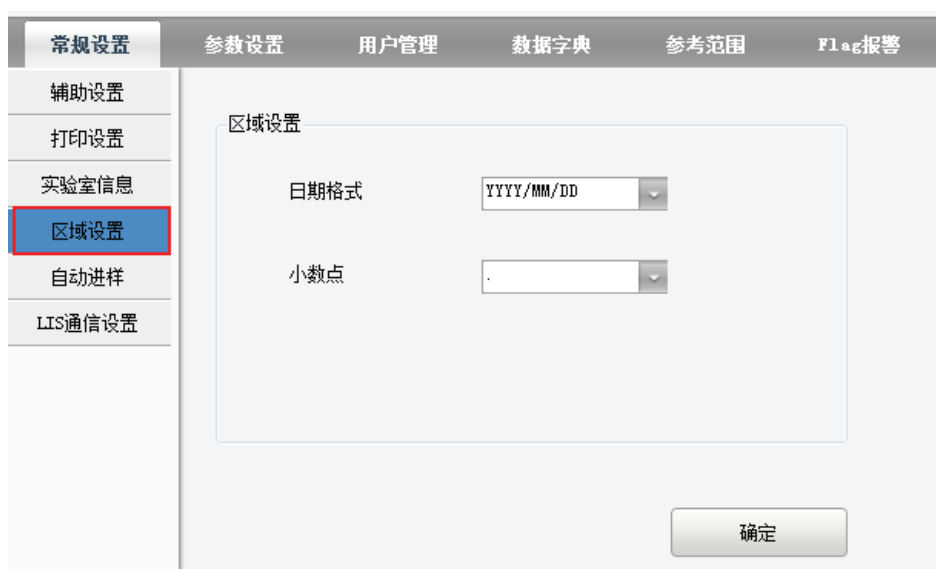 常规设置 参数设置 用户管理 数据字典 参考范围 Flag报警
辅助设置
打印设置
实验室信息
区域设置
自动进样
LIS通信设置
区域设置
日期格式 YYYY/MM/DD
小数点 .
确定